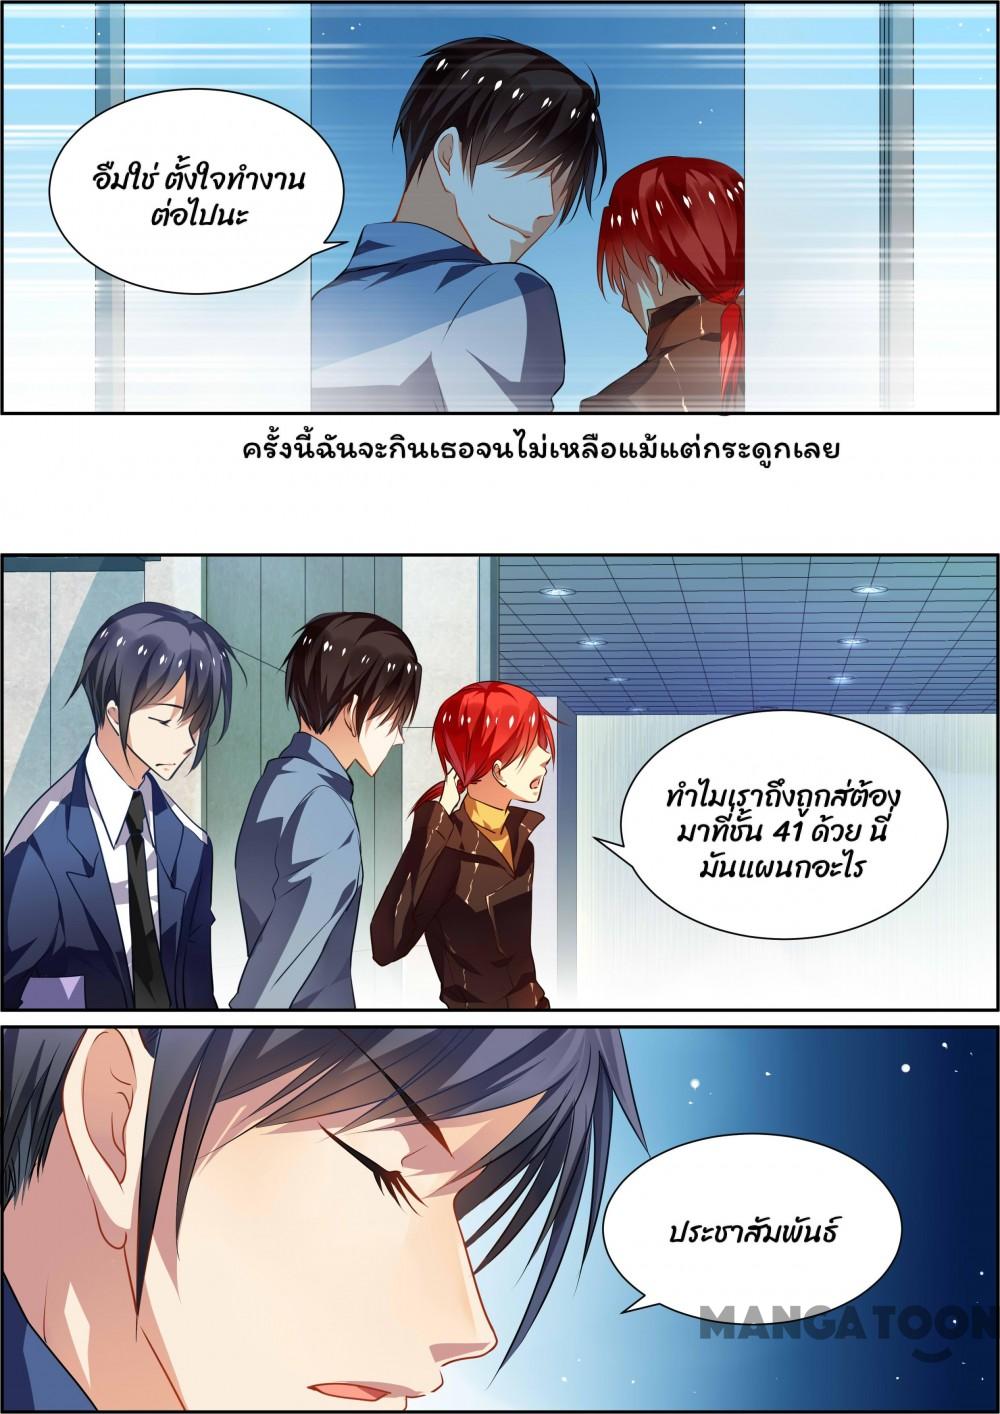 อืมใช่ ตั้งใจทำงาน
ต่อไปนะ
ครั้งนี้ฉันจะกินเธอจนไม่เหลือแม้แต่กระดูกเลย
ทำไมเราถึงถูกส่ต้อง
มาที่ชั้น 41 ด้วย นี่
มันแผนกอะไร
ประชาสัมพันธ์
MANGATOON